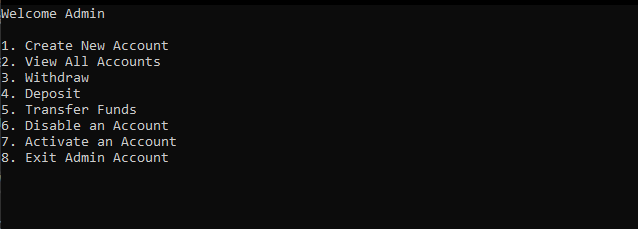 Welcome Admin
1. Create New Account
2. View All Accounts
3. Withdraw
4. Deposit
5. Transfer Funds
6. Disable an Account
7. Activate an Account
8. Exit Admin Account